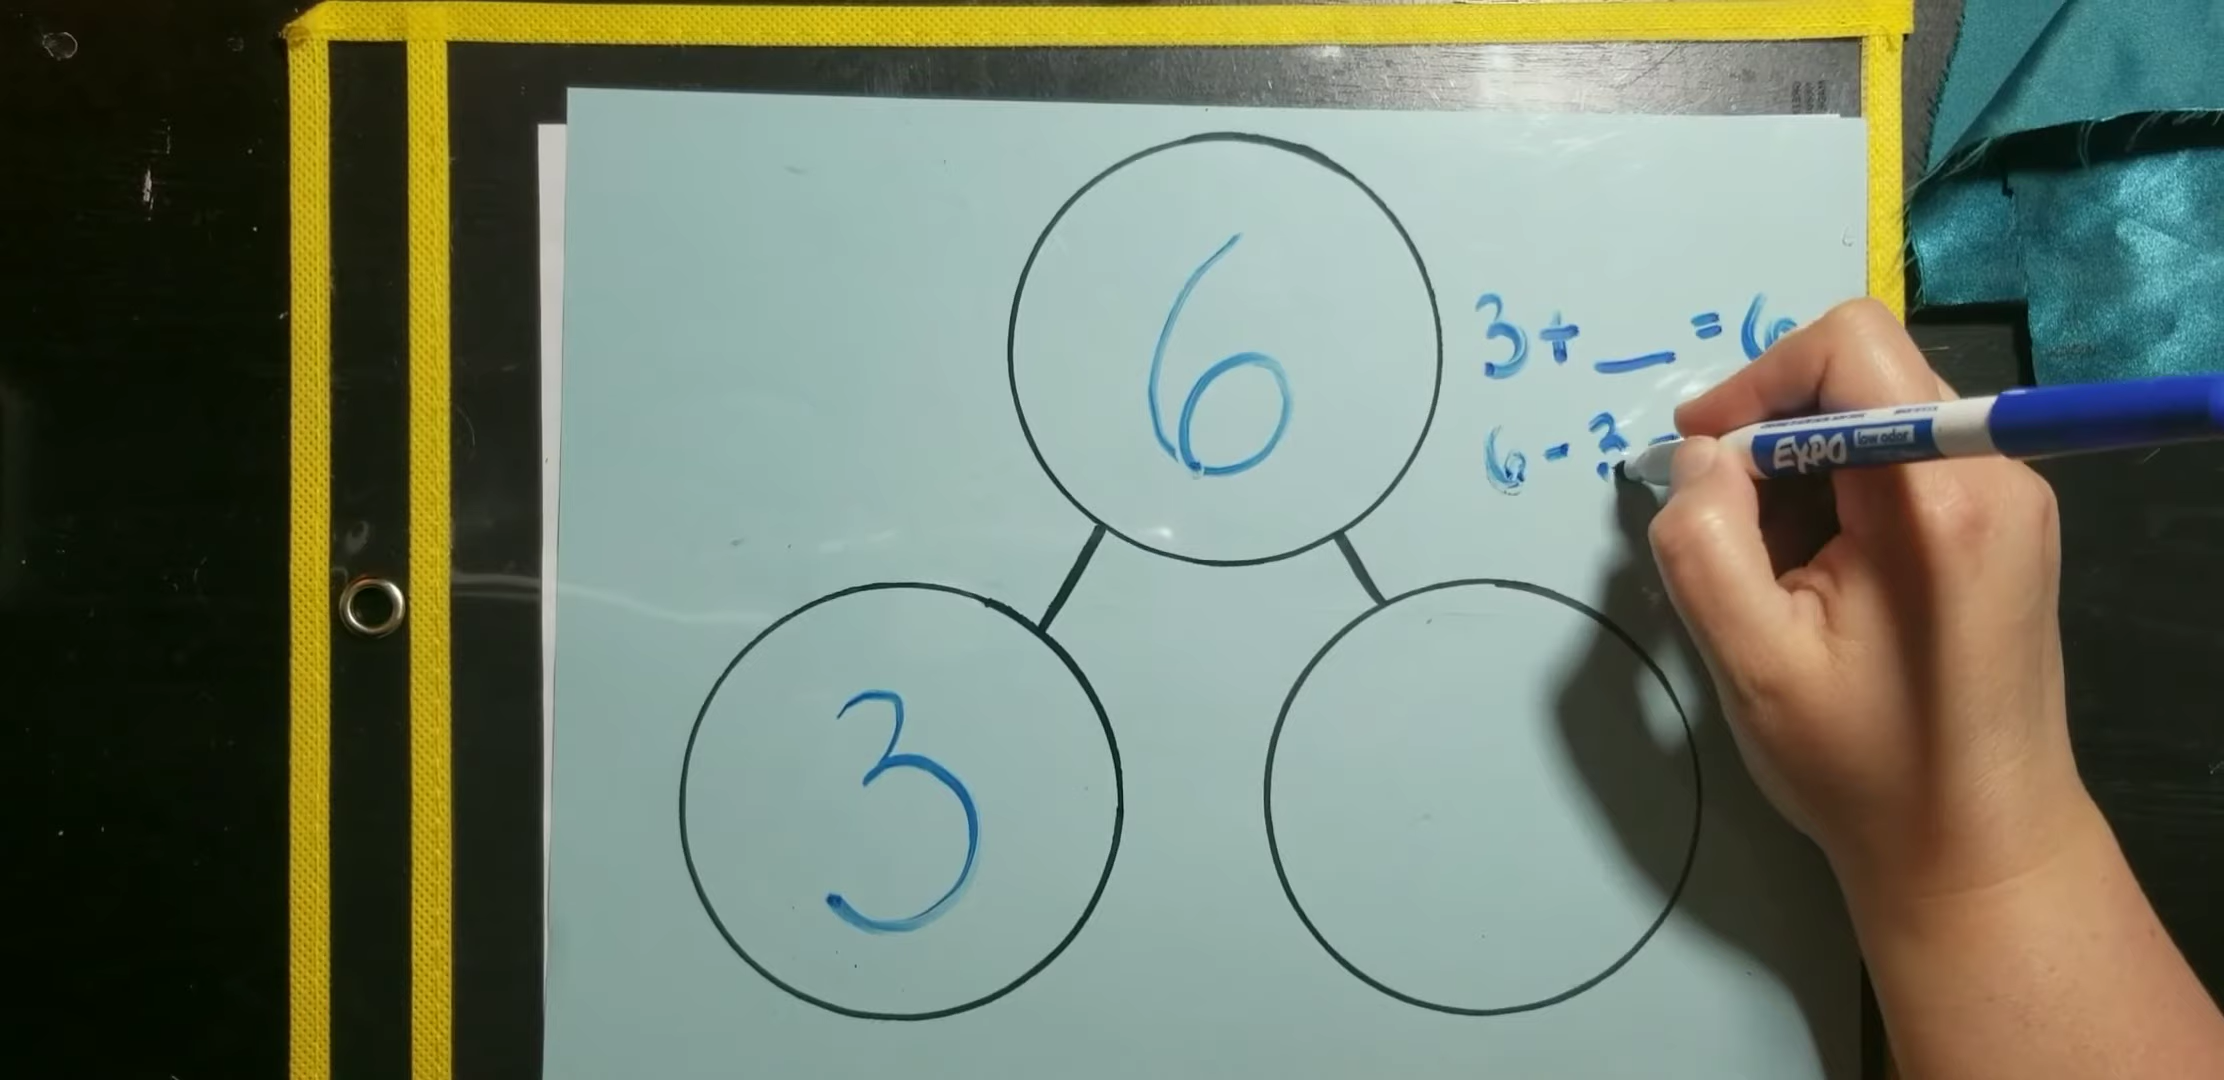 6
3 + __ = 6
6 - 3 -
EXPO low odor
3